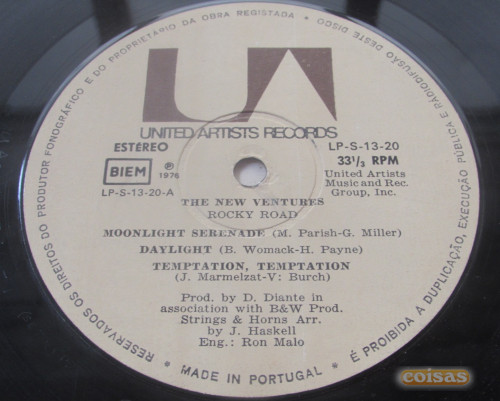 RESERVADOS OS DIREITOS DO PRODUTOR FONOGRÁFICO E DO PROPRIETÁRIO DA OBRA REGISTADA • É PROIBIDA A DUPLICAÇÃO, EXECUÇÃO PÚBLICA E RÁDIODIFUSÃO DESTE DISCO
UA
UNITED ARTISTS RECORDS
ESTÉREO
BIEM
℗
1976
LP-S-13-20-A
LP-S-13-20
33⅓ RPM
United Artists
Music and Rec.
Group, Inc.
THE NEW VENTURES
ROCKY ROAD
MOONLIGHT SERENADE (M. Parish-G. Miller)
DAYLIGHT (B. Womack-H. Payne)
TEMPTATION, TEMPTATION
(J. Marmelzat-V: Burch)
Prod. by D. Diante in
association with B&W Prod.
Strings & Horns Arr.
by J. Haskell
Eng.: Ron Malo
• MADE IN PORTUGAL •
coisas